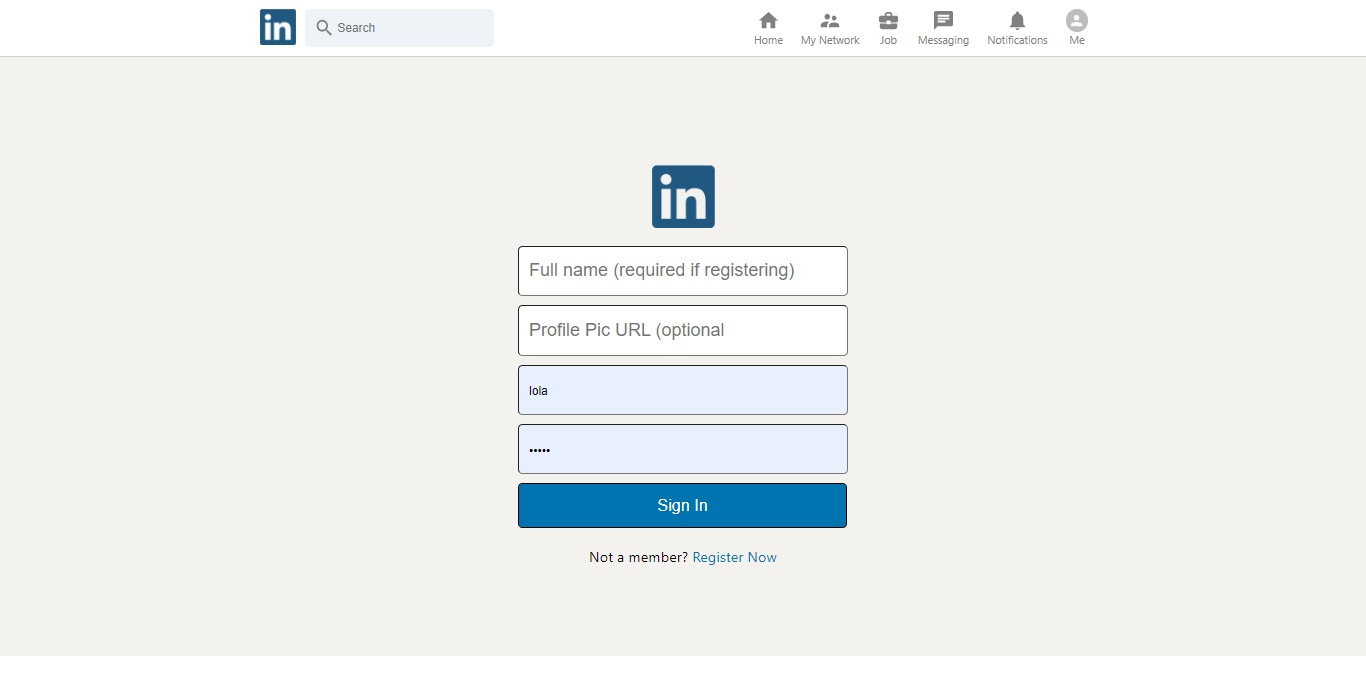 in Search Home My Network Job Messaging Notifications Me
in
Full name (required if registering)
Profile Pic URL (optional
lola
•••••
Sign In
Not a member? Register Now